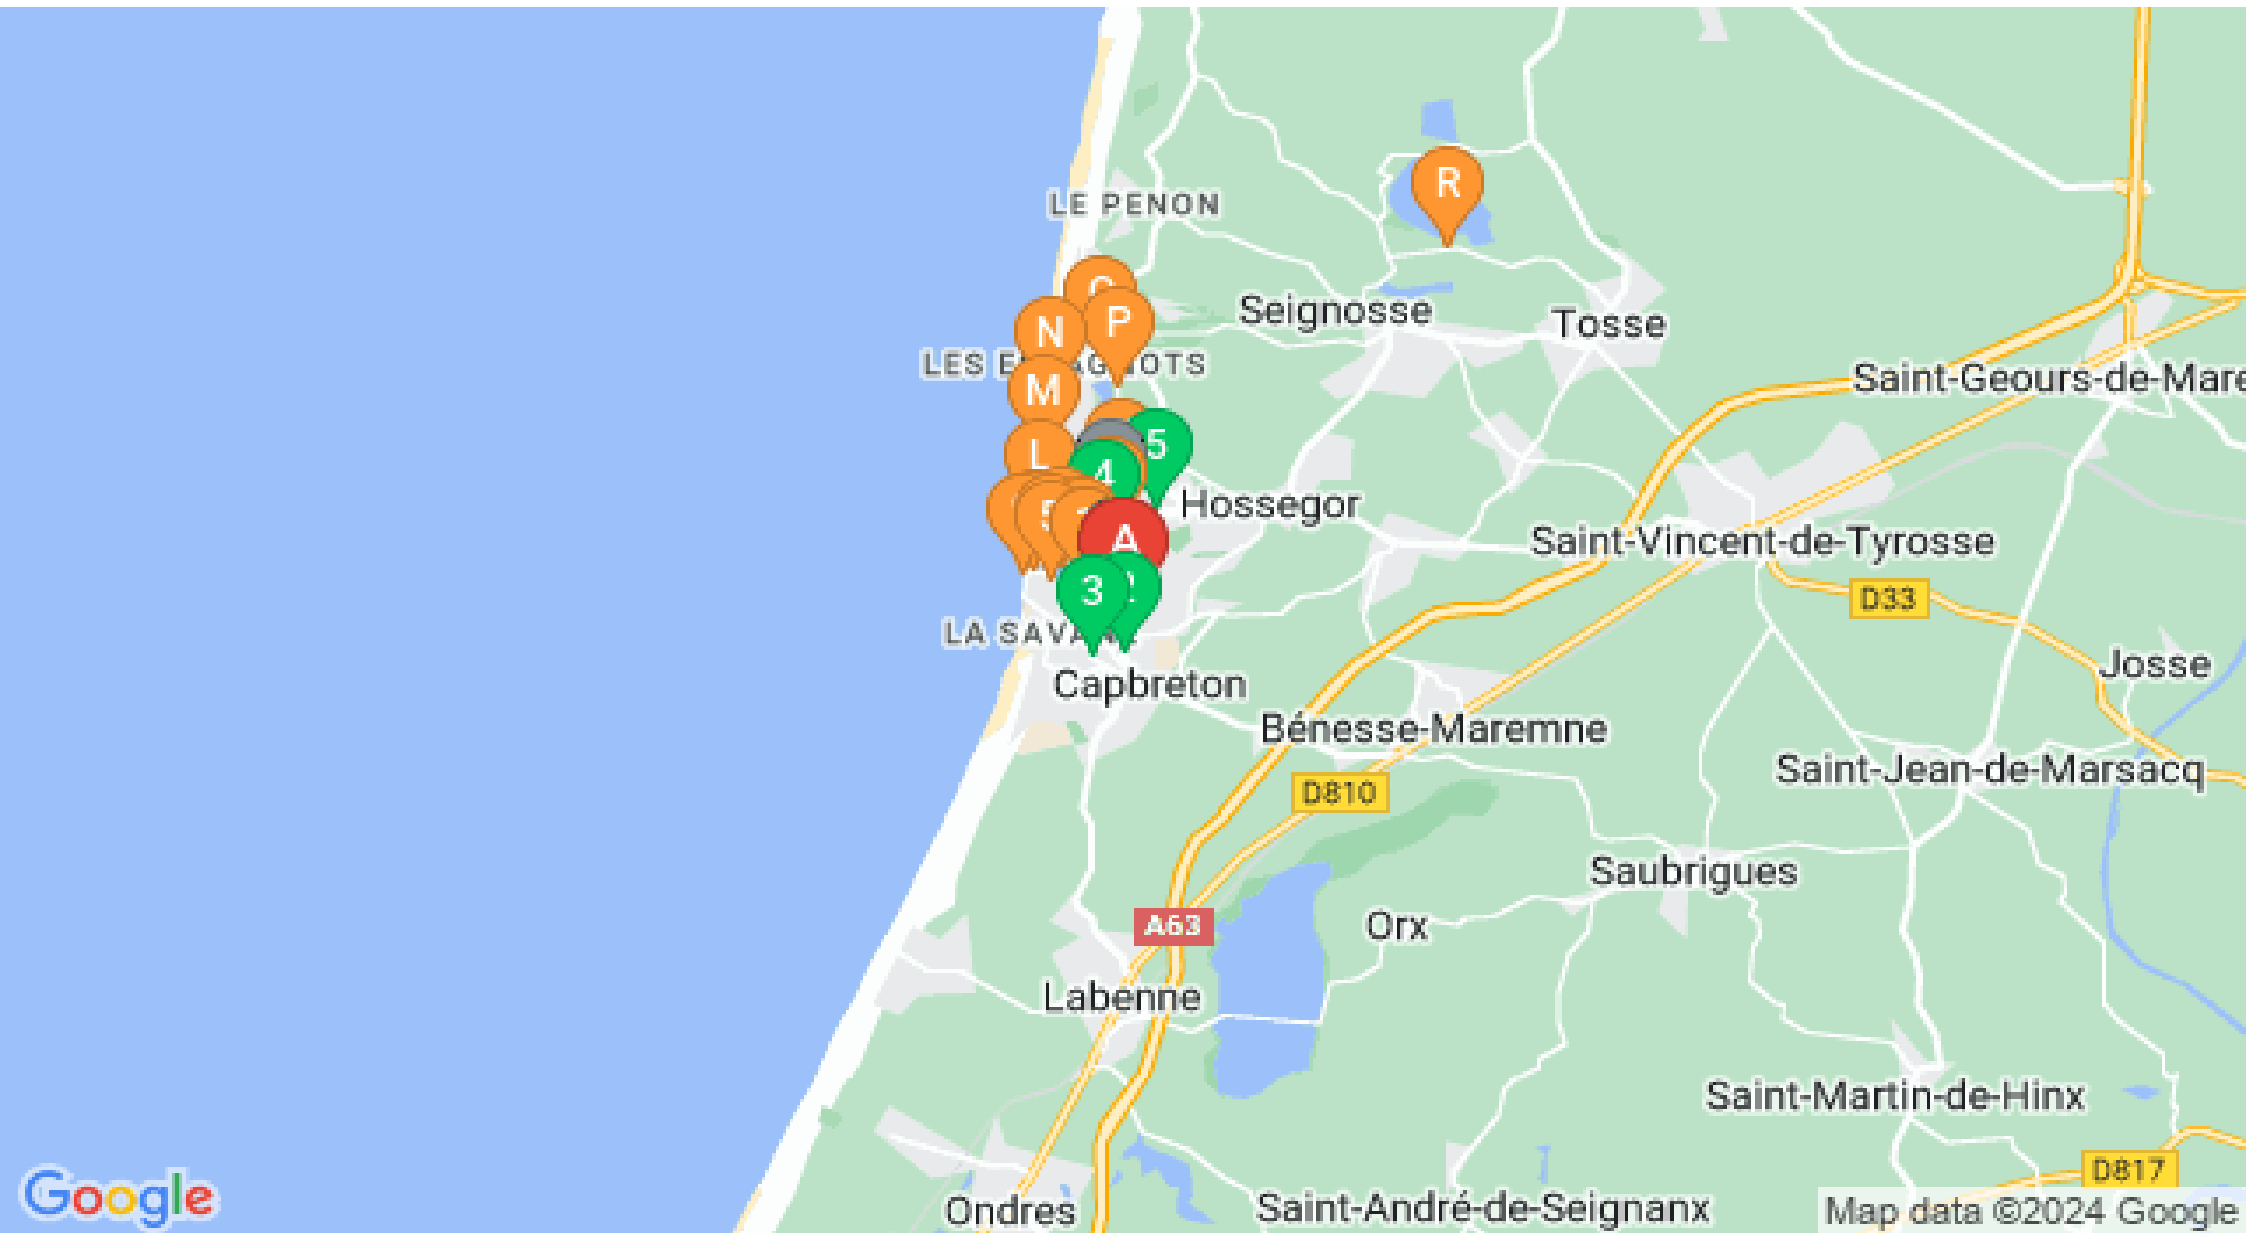 R
LE PENON
P
N
Seignosse
Tosse
LES E
OTS
M
Saint-Geours-de-Mare
5
L
4
Hossegor
A
Saint-Vincent-de-Tyrosse
3
2
D33
LA SAVA
Josse
Capbreton
Bénesse-Maremne
Saint-Jean-de-Marsacq
D810
Saubrigues
A63
Orx
Labenne
Saint-Martin-de-Hinx
D817
Google
Ondres
Saint-André-de-Seignanx
Map data ©2024 Google